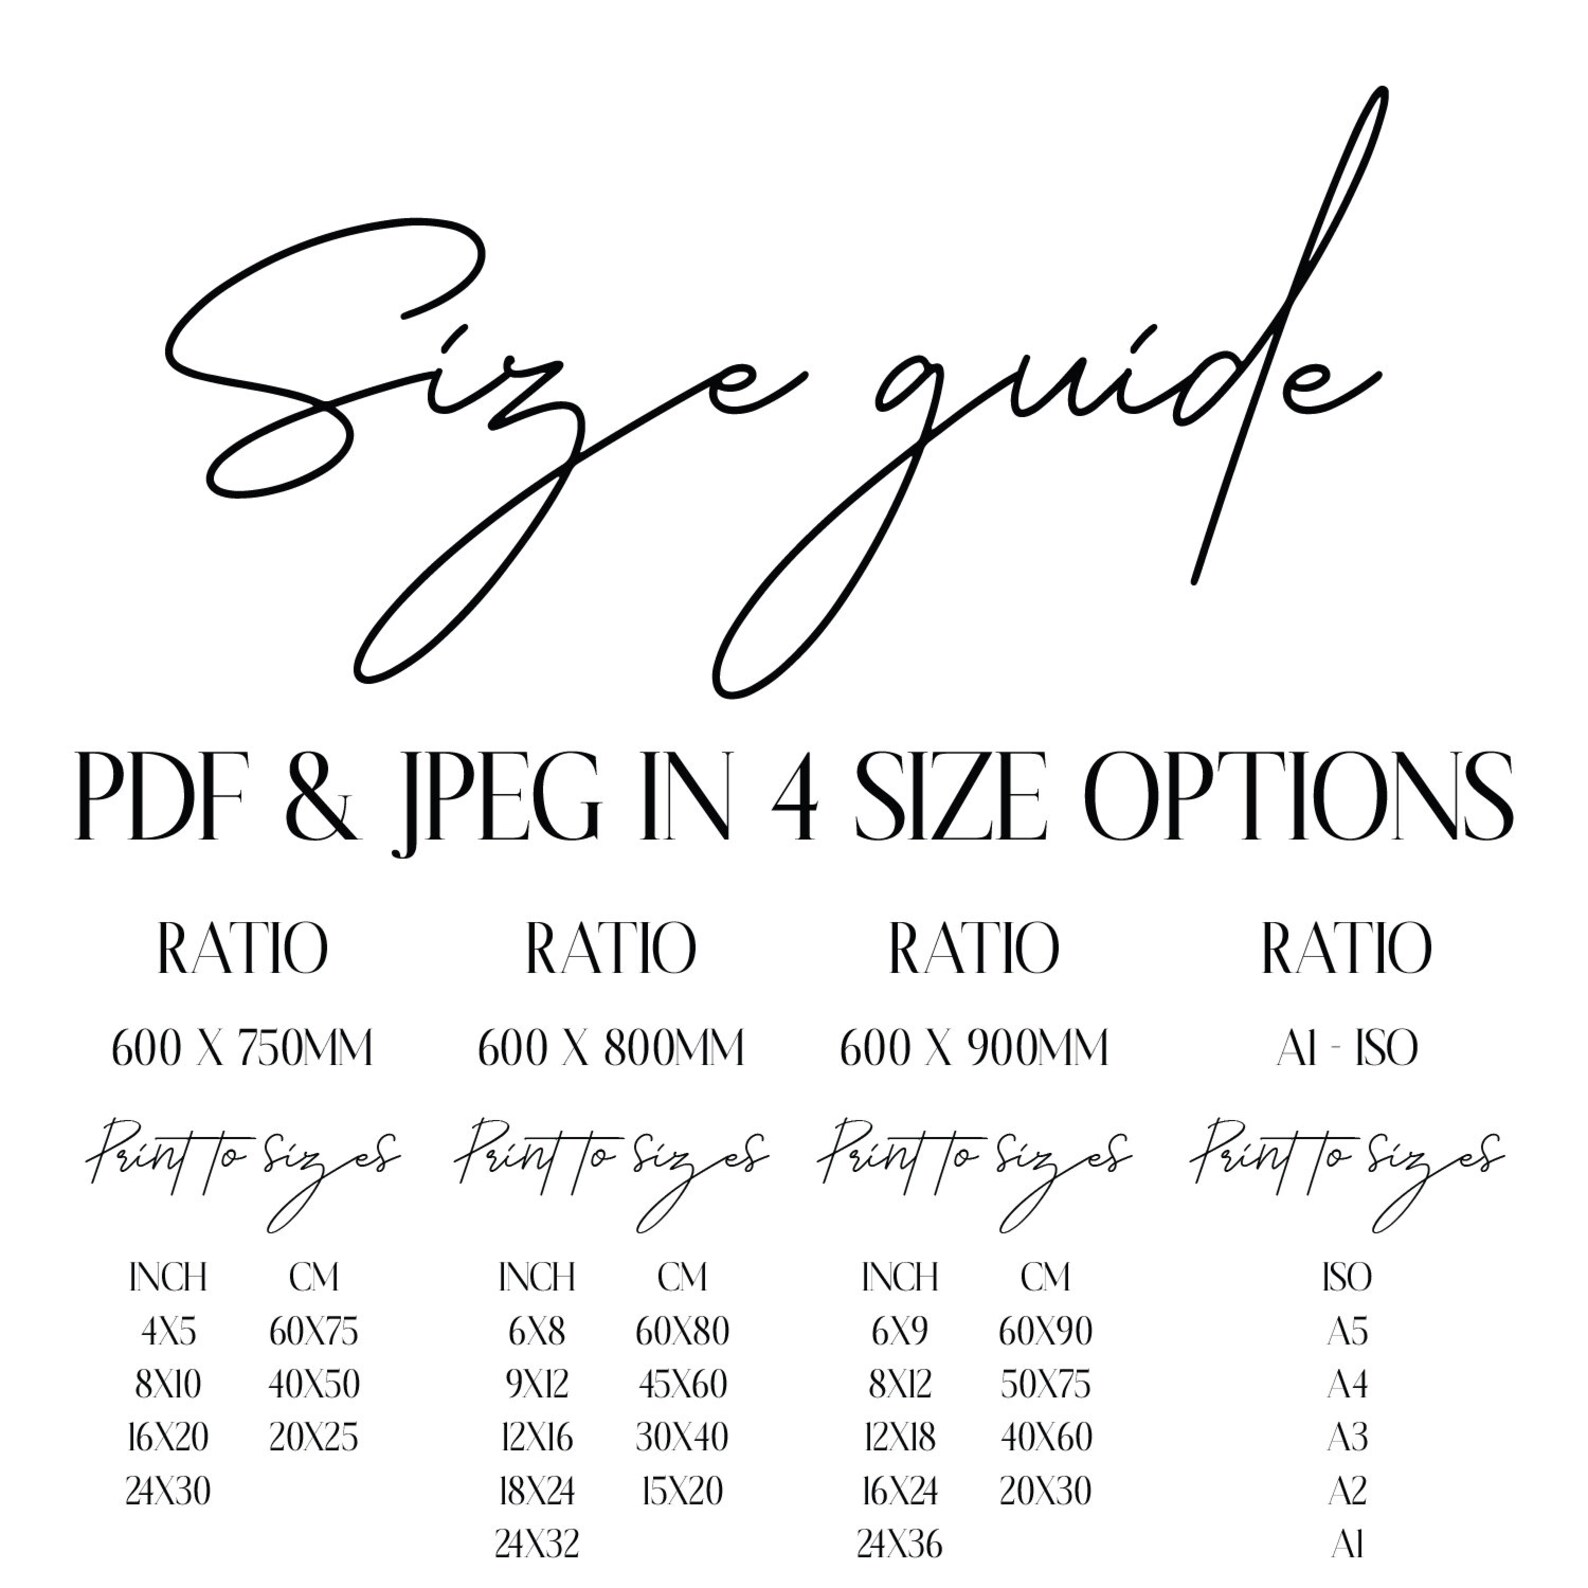 Size guide
PDF & JPEG IN 4 SIZE OPTIONS
RATIO RATIO RATIO RATIO
600 X 750MM 600 X 800MM 600 X 900MM A1 - ISO
Print to sizes Print to sizes Print to sizes Print to sizes
INCH CM INCH CM INCH CM ISO
4X5 60X75 6X8 60X80 6X9 60X90 A5
8X10 40X50 9X12 45X60 8X12 50X75 A4
16X20 20X25 12X16 30X40 12X18 40X60 A3
24X30 18X24 15X20 16X24 20X30 A2
24X32 24X36 A1